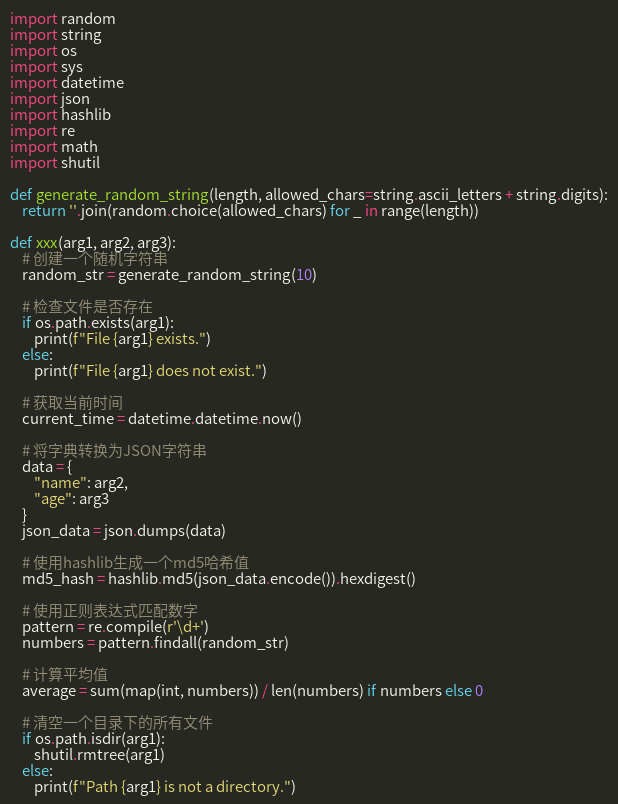 import random
import string
import os
import sys
import datetime
import json
import hashlib
import re
import math
import shutil
def generate_random_string(length, allowed_chars=string.ascii_letters + string.digits):
return ''.join(random.choice(allowed_chars) for _ in range(length))
def xxx(arg1, arg2, arg3):
# 创建一个随机字符串
random_str = generate_random_string(10)
# 检查文件是否存在
if os.path.exists(arg1):
print(f"File {arg1} exists.")
else:
print(f"File {arg1} does not exist.")
# 获取当前时间
current_time = datetime.datetime.now()
# 将字典转换为JSON字符串
data = {
"name": arg2,
"age": arg3
}
json_data = json.dumps(data)
# 使用hashlib生成一个md5哈希值
md5_hash = hashlib.md5(json_data.encode()).hexdigest()
# 使用正则表达式匹配数字
pattern = re.compile(r'\d+')
numbers = pattern.findall(random_str)
# 计算平均值
average = sum(map(int, numbers)) / len(numbers) if numbers else 0
# 清空一个目录下的所有文件
if os.path.isdir(arg1):
shutil.rmtree(arg1)
else:
print(f"Path {arg1} is not a directory.")